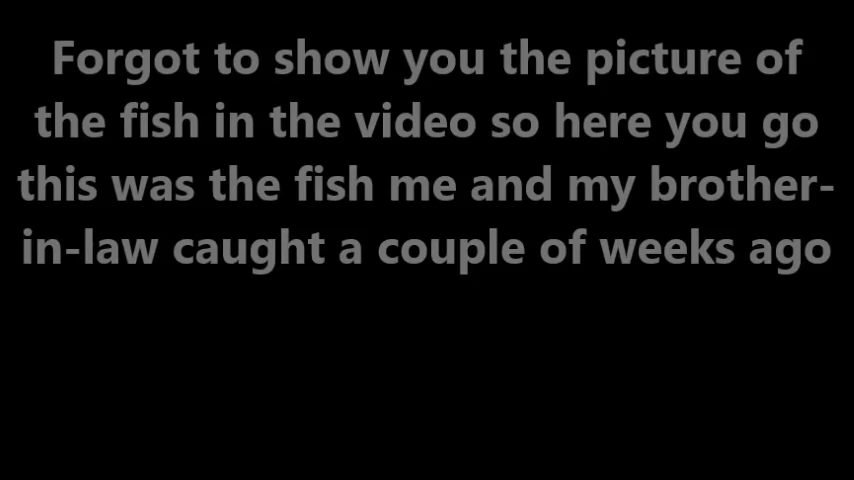 Forgot to show you the picture of
the fish in the video so here you go
this was the fish me and my brother-
in-law caught a couple of weeks ago